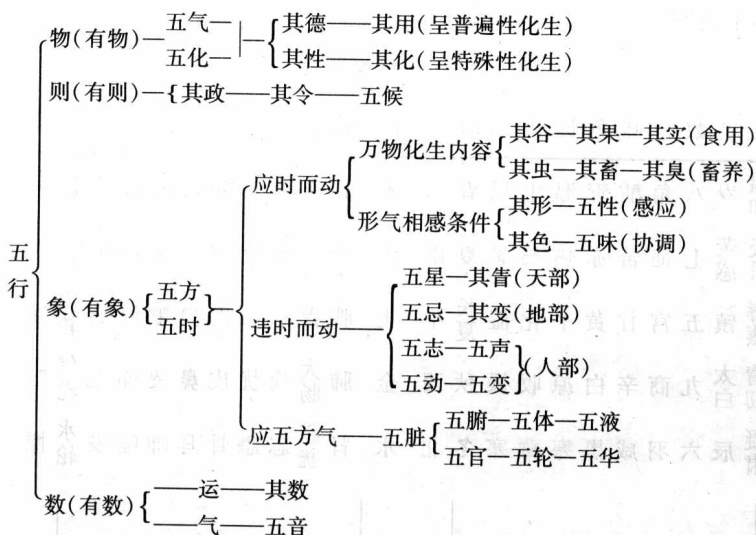 五气— 其德——其用(呈普遍性化生)
物(有物)—
五化— 其性——其化(呈特殊性化生)
则(有则)—{其政——其令——五候
其谷—其果—其实(食用)
万物化生内容
其虫—其畜—其臭(畜养)
应时而动
其形—五性(感应)
形气相感条件
其色—五味(协调)
五行
五方
象(有象)
五时
五星—其眚(天部)
五忌—其变(地部)
违时而动——
五志—五声
(人部)
五动—五变
五腑—五体—五液
应五方气——五脏
五官—五轮—五华
——运——其数
数(有数)
——气——五音